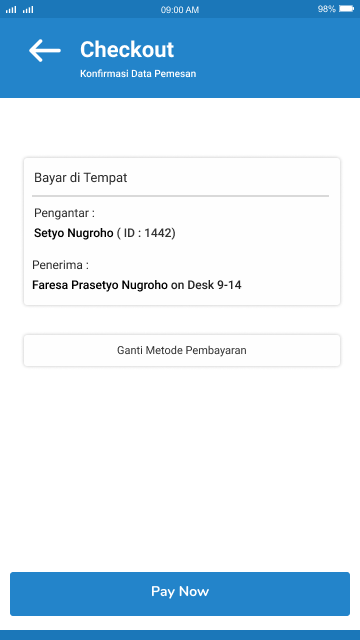 09:00 AM
98%
Checkout
Konfirmasi Data Pemesan
Bayar di Tempat
Pengantar :
Setyo Nugroho ( ID : 1442)
Penerima :
Faresa Prasetyo Nugroho on Desk 9-14
Ganti Metode Pembayaran
Pay Now